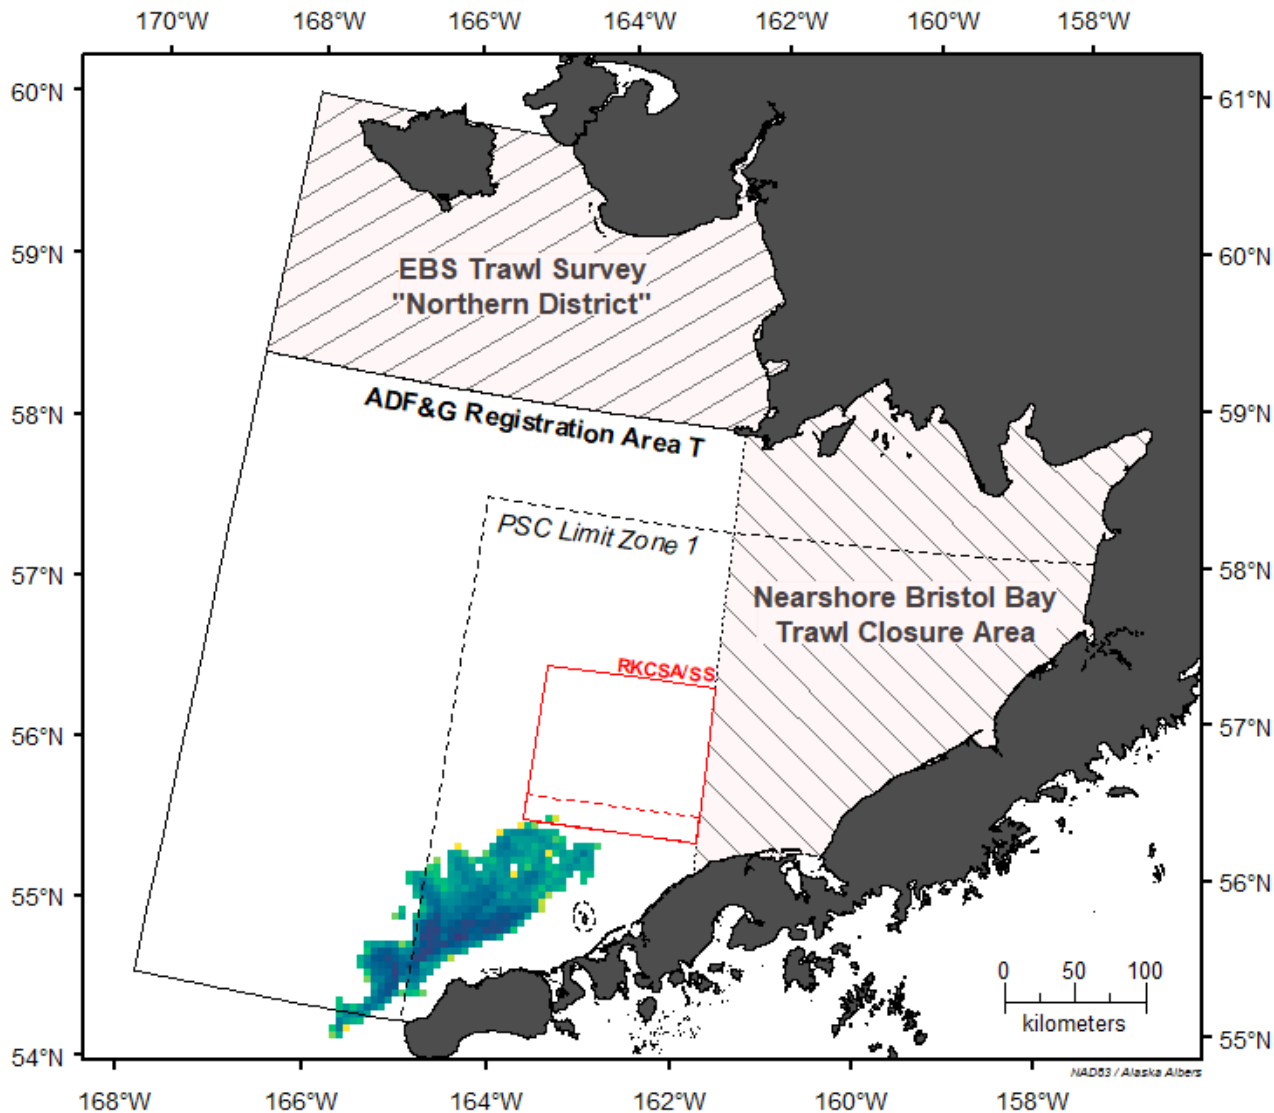 170°W 168°W 166°W 164°W 162°W 160°W 158°W
60°N
61°N
59°N
60°N
EBS Trawl Survey
"Northern District"
58°N
59°N
ADF&G Registration Area T
PSC Limit Zone 1
57°N
58°N
Nearshore Bristol Bay
Trawl Closure Area
RKCSA/SS
56°N
57°N
55°N
56°N
0 50 100
kilometers
54°N
55°N
NAD83 / Alaska Albers
168°W 166°W 164°W 162°W 160°W 158°W